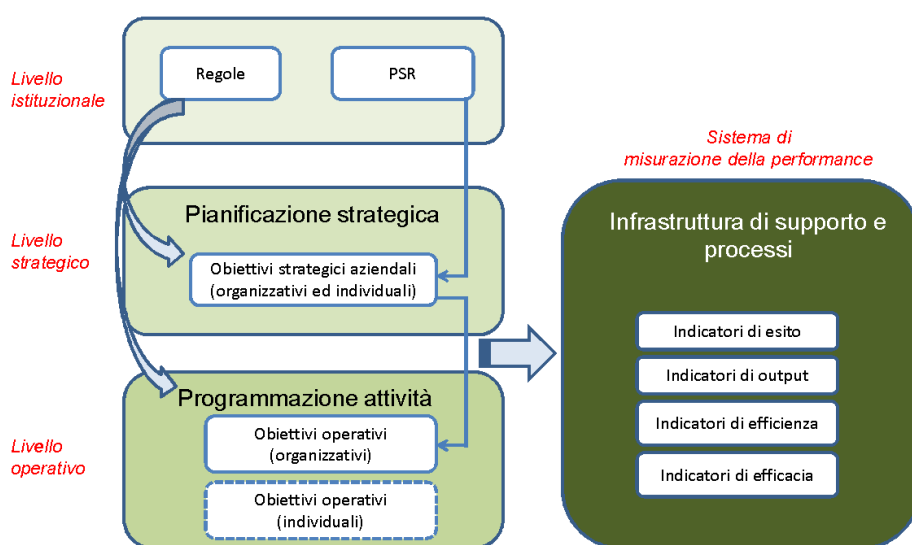 Livello
istituzionale
Regole
PSR
Livello
strategico
Pianificazione strategica
Obiettivi strategici aziendali
(organizzativi ed individuali)
Livello
operativo
Programmazione attività
Obiettivi operativi
(organizzativi)
Obiettivi operativi
(individuali)
Sistema di
misurazione della performance
Infrastruttura di supporto e
processi
Indicatori di esito
Indicatori di output
Indicatori di efficienza
Indicatori di efficacia